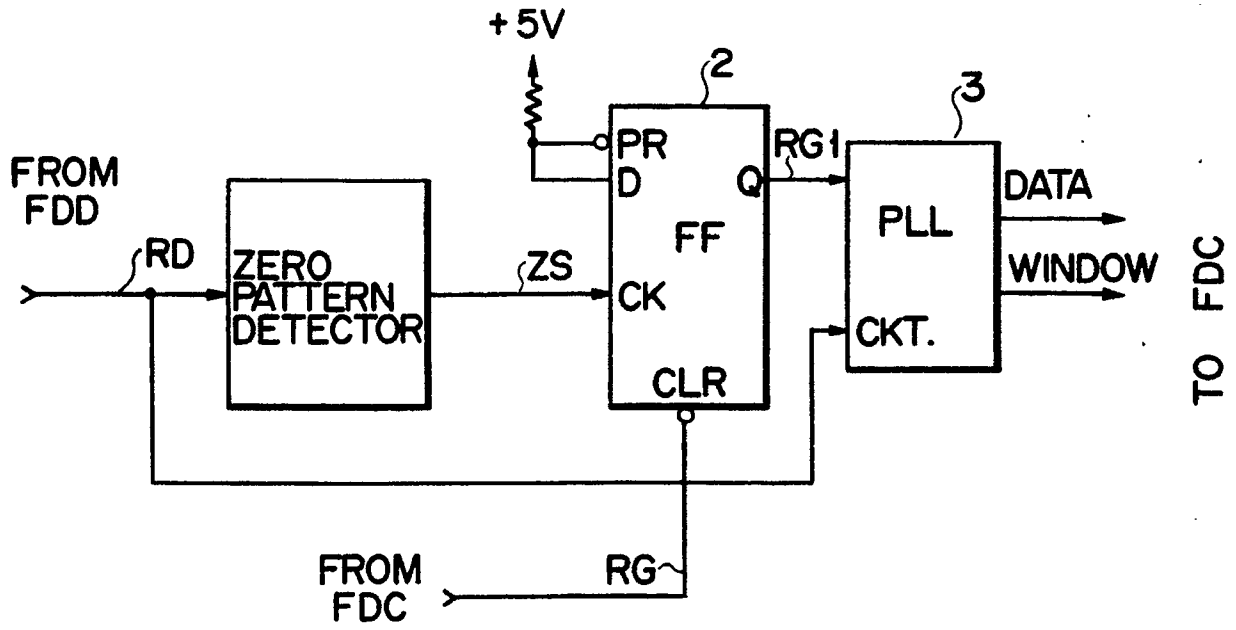 +5V
2
3
FROM
FDD
RD
ZERO
PATTERN
DETECTOR
ZS
PR
D
Q
FF
CK
CLR
RG1
PLL
CKT.
DATA
WINDOW
TO FDC
FROM
FDC
RG